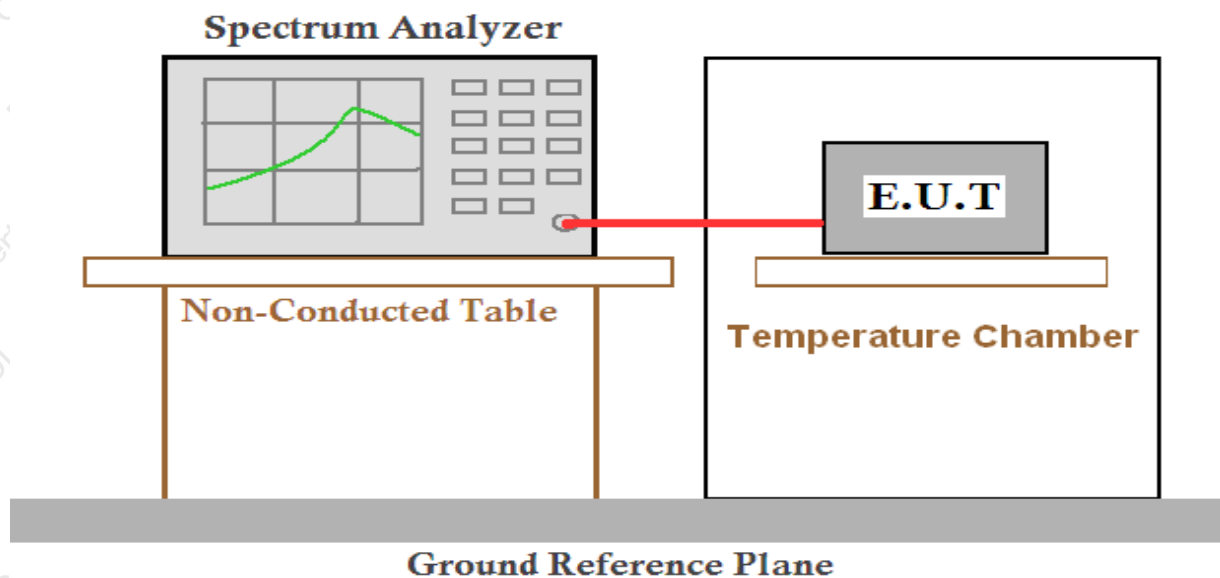 Spectrum Analyzer
E.U.T
Non-Conducted Table
Temperature Chamber
Ground Reference Plane